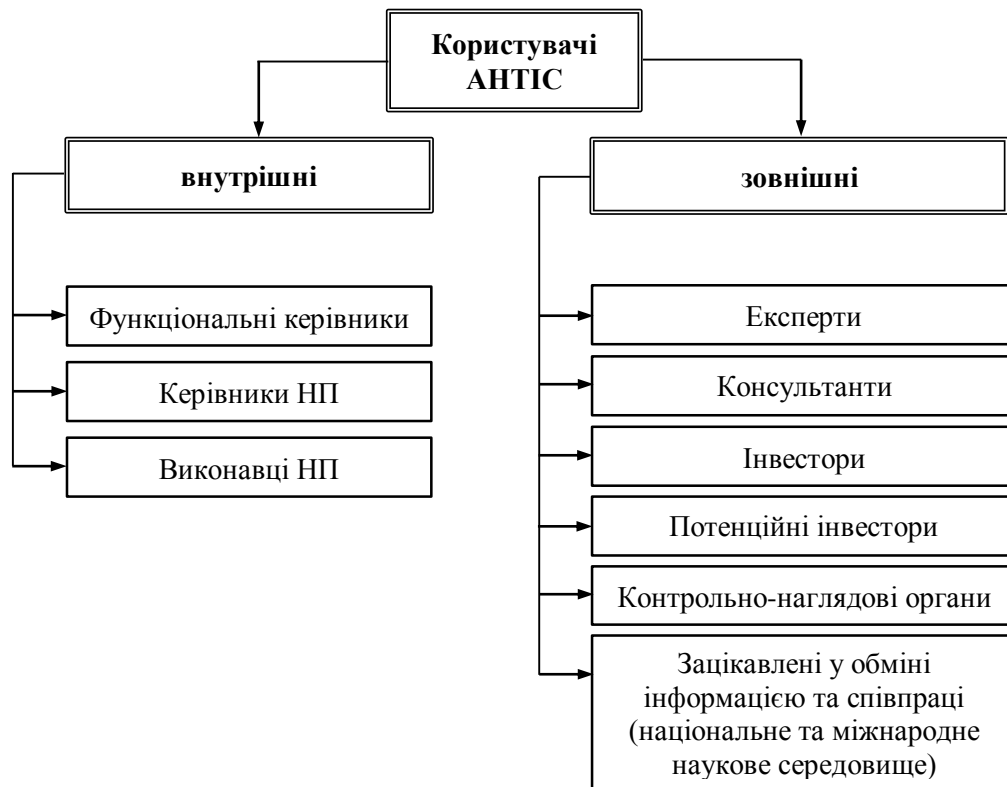 Користувачі
АНТІС
внутрішні
Функціональні керівники
Керівники НП
Виконавці НП
зовнішні
Експерти
Консультанти
Інвестори
Потенційні інвестори
Контрольно-наглядові органи
Зацікавлені у обміні
інформацією та співпраці
(національне та міжнародне
наукове середовище)